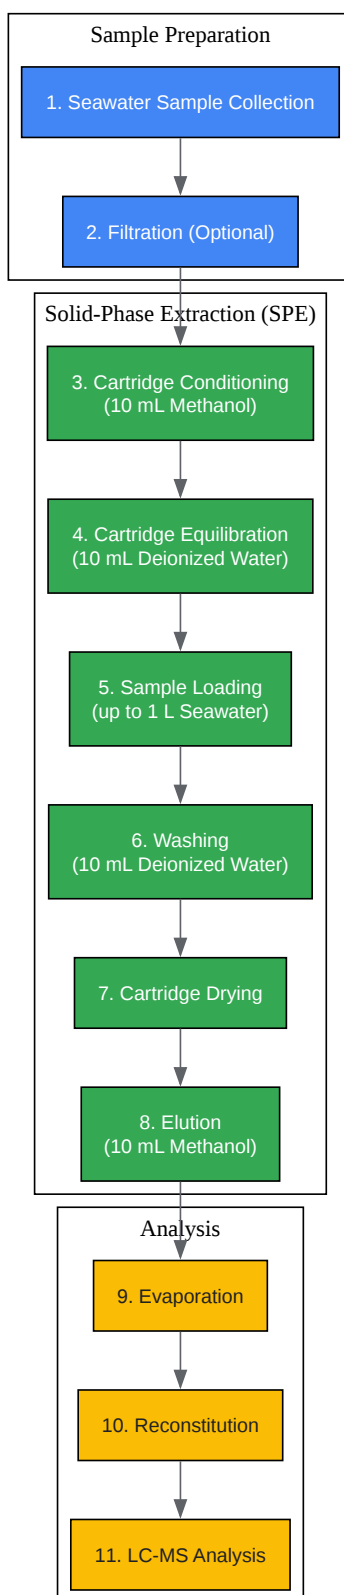 Sample Preparation
1. Seawater Sample Collection
2. Filtration (Optional)
Solid-Phase Extraction (SPE)
3. Cartridge Conditioning
(10 mL Methanol)
4. Cartridge Equilibration
(10 mL Deionized Water)
5. Sample Loading
(up to 1 L Seawater)
6. Washing
(10 mL Deionized Water)
7. Cartridge Drying
8. Elution
(10 mL Methanol)
Analysis
9. Evaporation
10. Reconstitution
11. LC-MS Analysis